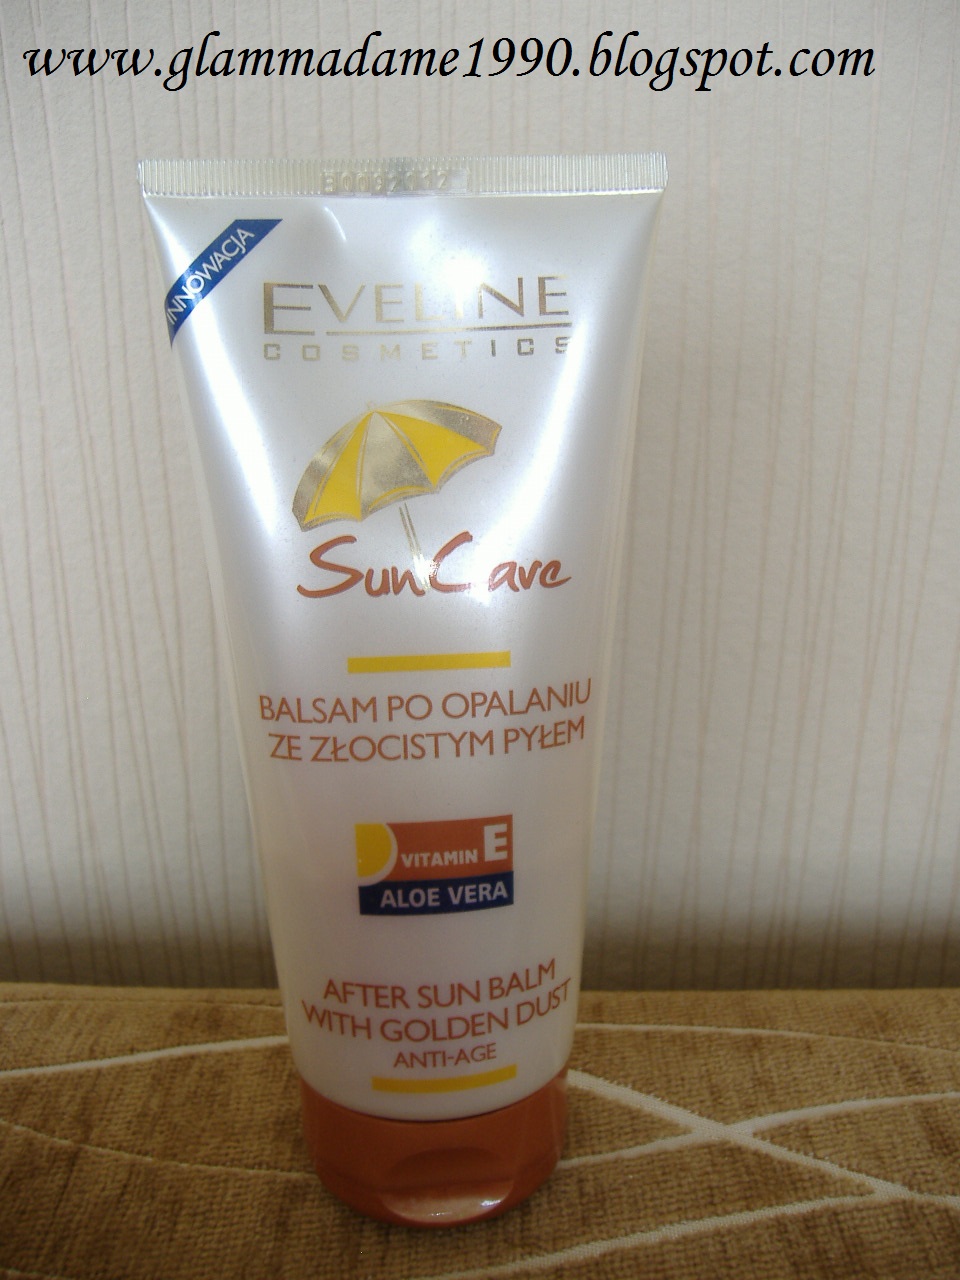 www.glammadame1990.blogspot.com
INNOWACJA
EVELINE
COSMETICS
Sun Care
BALSAM PO OPALANIU
ZE ZŁOCISTYM PYŁEM
VITAMIN E
ALOE VERA
AFTER SUN BALM
WITH GOLDEN DUST
ANTI-AGE